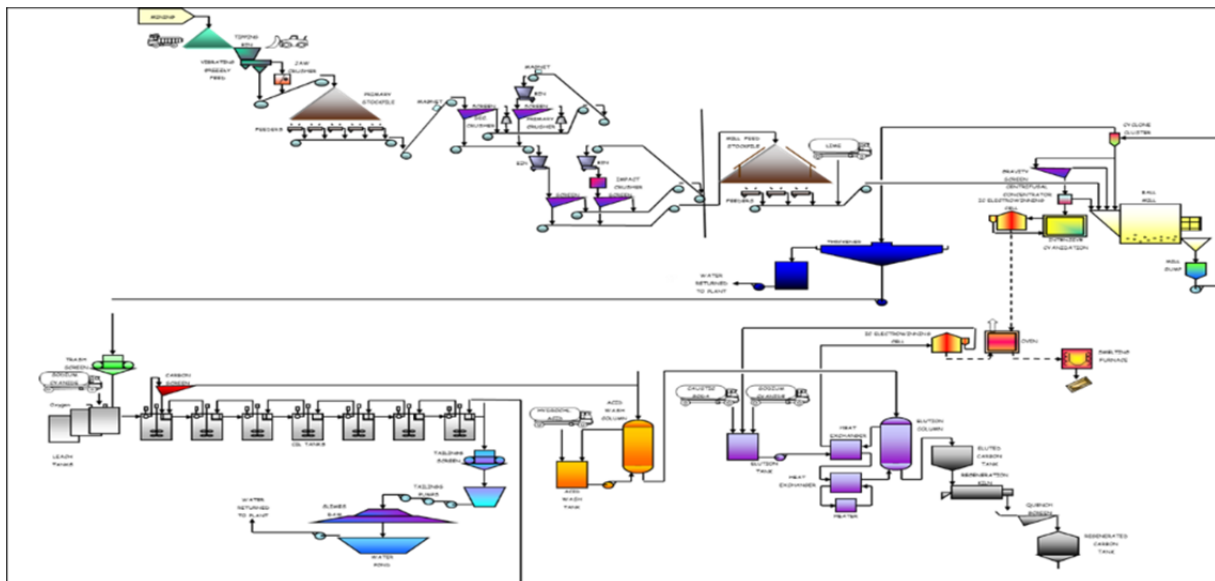 MINING
TIPPING
BIN
VIBRATING
GRIZZLY
FEED
JAW
CRUSHER
PRIMARY
STOCKPILE
FEEDERS
MAGNET
SCREEN
SEC
CRUSHER
MAGNET
BIN
SCREEN
PRIMARY
CRUSHER
BIN
BIN
IMPACT
CRUSHER
SCREEN
SCREEN
MILL FEED
STOCKPILE
FEEDERS
LIME
CYCLONE
CLUSTER
GRAVITY
SCREEN
CENTRIFUGAL
CONCENTRATOR
BALL
MILL
ELECTROWINNING
CELL
INTENSIVE
CYANIDATION
MILL
SUMP
THICKENER
WATER
RETURNED
TO PLANT
TRASH
SCREEN
SODIUM
CYANIDE
Oxygen
LEACH
TANKS
CARBON
SCREEN
CIL TANKS
TAILINGS
SCREEN
TAILINGS
PUMPS
SLIMES
DAM
WATER
RETURNED
TO PLANT
WATER
POND
ACID
ACID
WASH
COLUMN
ACID
WASH
TANK
CAUSTIC
SODA
SODIUM
CYANIDE
ELUTION
TANK
HEAT
EXCHANGER
HEAT
EXCHANGER
HEATER
ELUTION
COLUMN
ELECTROWINNING
CELL
OVEN
SMELTING
FURNACE
ELUTED
CARBON
TANK
REGENERATION
KILN
QUENCH
SCREEN
REGENERATED
CARBON
TANK